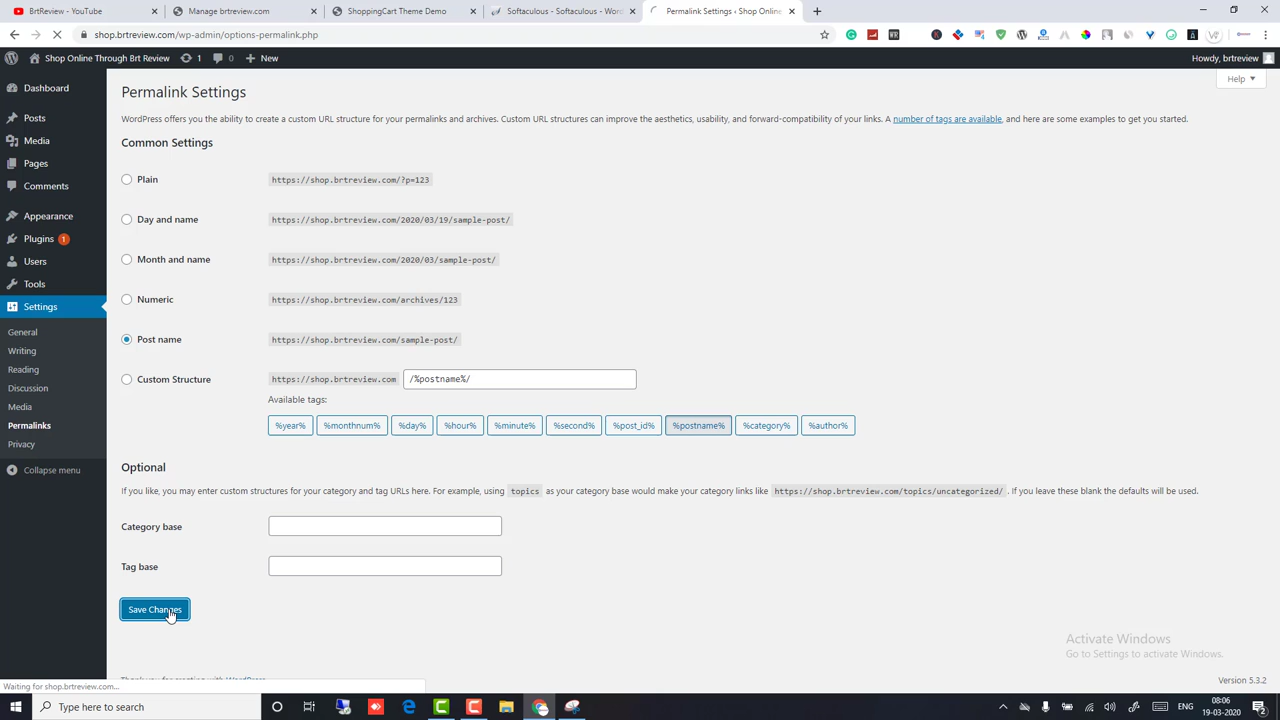 BrtReview - YouTube
Manage brtreview.com
ShoppingCart Theme Demo
Softaculous - Softaculous - Wor
Permalink Settings ‹ Shop Online
shop.brtreview.com/wp-admin/options-permalink.php
Shop Online Through Brt Review
1
0
New
Howdy, brtreview
Dashboard
Posts
Media
Pages
Comments
Appearance
Plugins 1
Users
Tools
Settings
General
Writing
Reading
Discussion
Media
Permalinks
Privacy
Collapse menu
Help
Permalink Settings
WordPress offers you the ability to create a custom URL structure for your permalinks and archives. Custom URL structures can improve the aesthetics, usability, and forward-compatibility of your links. A number of tags are available, and here are some examples to get you started.
Common Settings
Plain https://shop.brtreview.com/?p=123
Day and name https://shop.brtreview.com/2020/03/19/sample-post/
Month and name https://shop.brtreview.com/2020/03/sample-post/
Numeric https://shop.brtreview.com/archives/123
Post name https://shop.brtreview.com/sample-post/
Custom Structure https://shop.brtreview.com /%postname%/
Available tags:
%year% %monthnum% %day% %hour% %minute% %second% %post_id% %postname% %category% %author%
Optional
If you like, you may enter custom structures for your category and tag URLs here. For example, using topics as your category base would make your category links like https://shop.brtreview.com/topics/uncategorized/ . If you leave these blank the defaults will be used.
Category base
Tag base
Save Changes
Activate Windows
Go to Settings to activate Windows.
Thank you for creating with WordPress
Version 5.3.2
Waiting for shop.brtreview.com...
Type here to search
ENG
08:06
19-03-2020